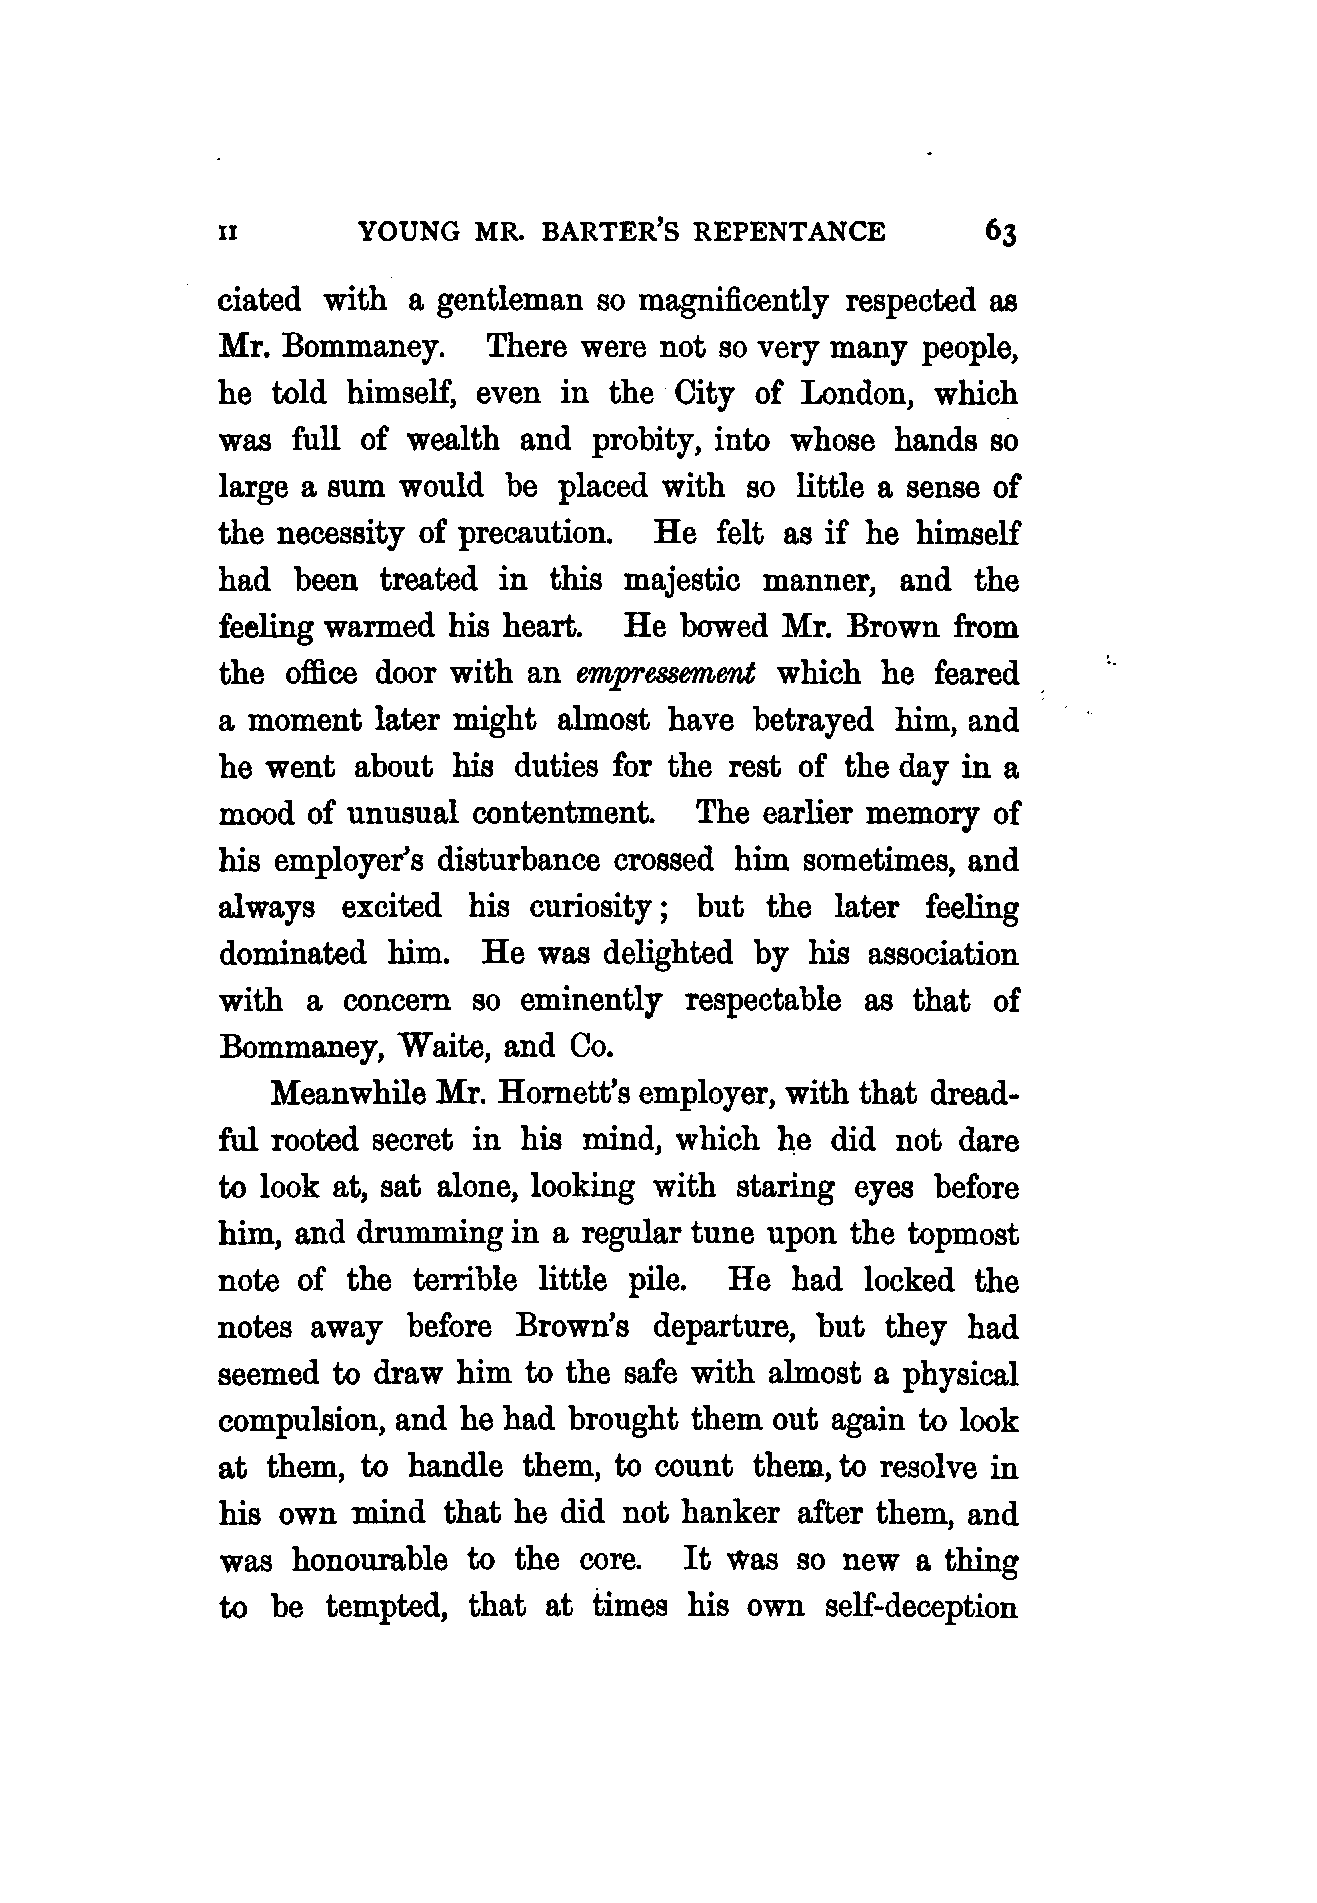 II YOUNG MR. BARTER'S REPENTANCE 63
ciated with a gentleman so magnificently respected as
Mr. Bommaney. There were not so very many people,
he told himself, even in the City of London, which
was full of wealth and probity, into whose hands so
large a sum would be placed with so little a sense of
the necessity of precaution. He felt as if he himself
had been treated in this majestic manner, and the
feeling warmed his heart. He bowed Mr. Brown from
the office door with an empressement which he feared
a moment later might almost have betrayed him, and
he went about his duties for the rest of the day in a
mood of unusual contentment. The earlier memory of
his employer's disturbance crossed him sometimes, and
always excited his curiosity; but the later feeling
dominated him. He was delighted by his association
with a concern so eminently respectable as that of
Bommaney, Waite, and Co.
Meanwhile Mr. Hornett's employer, with that dread-
ful rooted secret in his mind, which he did not dare
to look at, sat alone, looking with staring eyes before
him, and drumming in a regular tune upon the topmost
note of the terrible little pile. He had locked the
notes away before Brown's departure, but they had
seemed to draw him to the safe with almost a physical
compulsion, and he had brought them out again to look
at them, to handle them, to count them, to resolve in
his own mind that he did not hanker after them, and
was honourable to the core. It was so new a thing
to be tempted, that at times his own self-deception